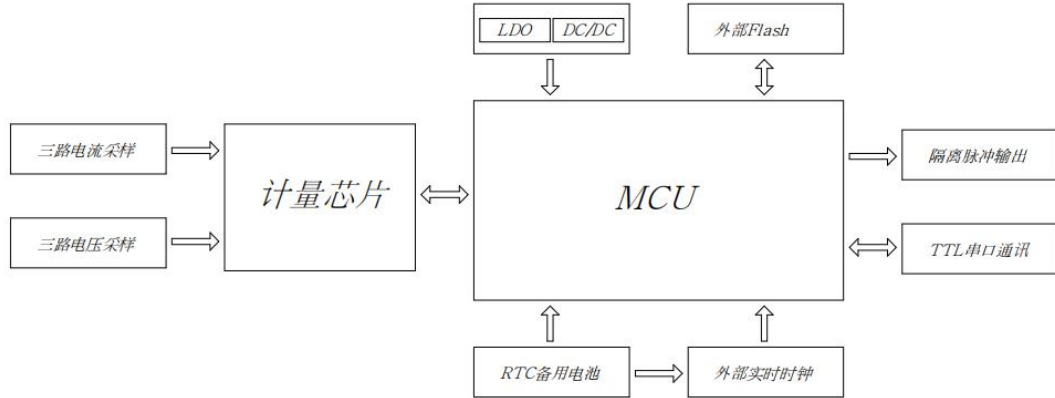 LDO DC/DC
外部Flash
三路电流采样
计量芯片
MCU
隔离脉冲输出
三路电压采样
TTL串口通讯
RTC备用电池
外部实时时钟